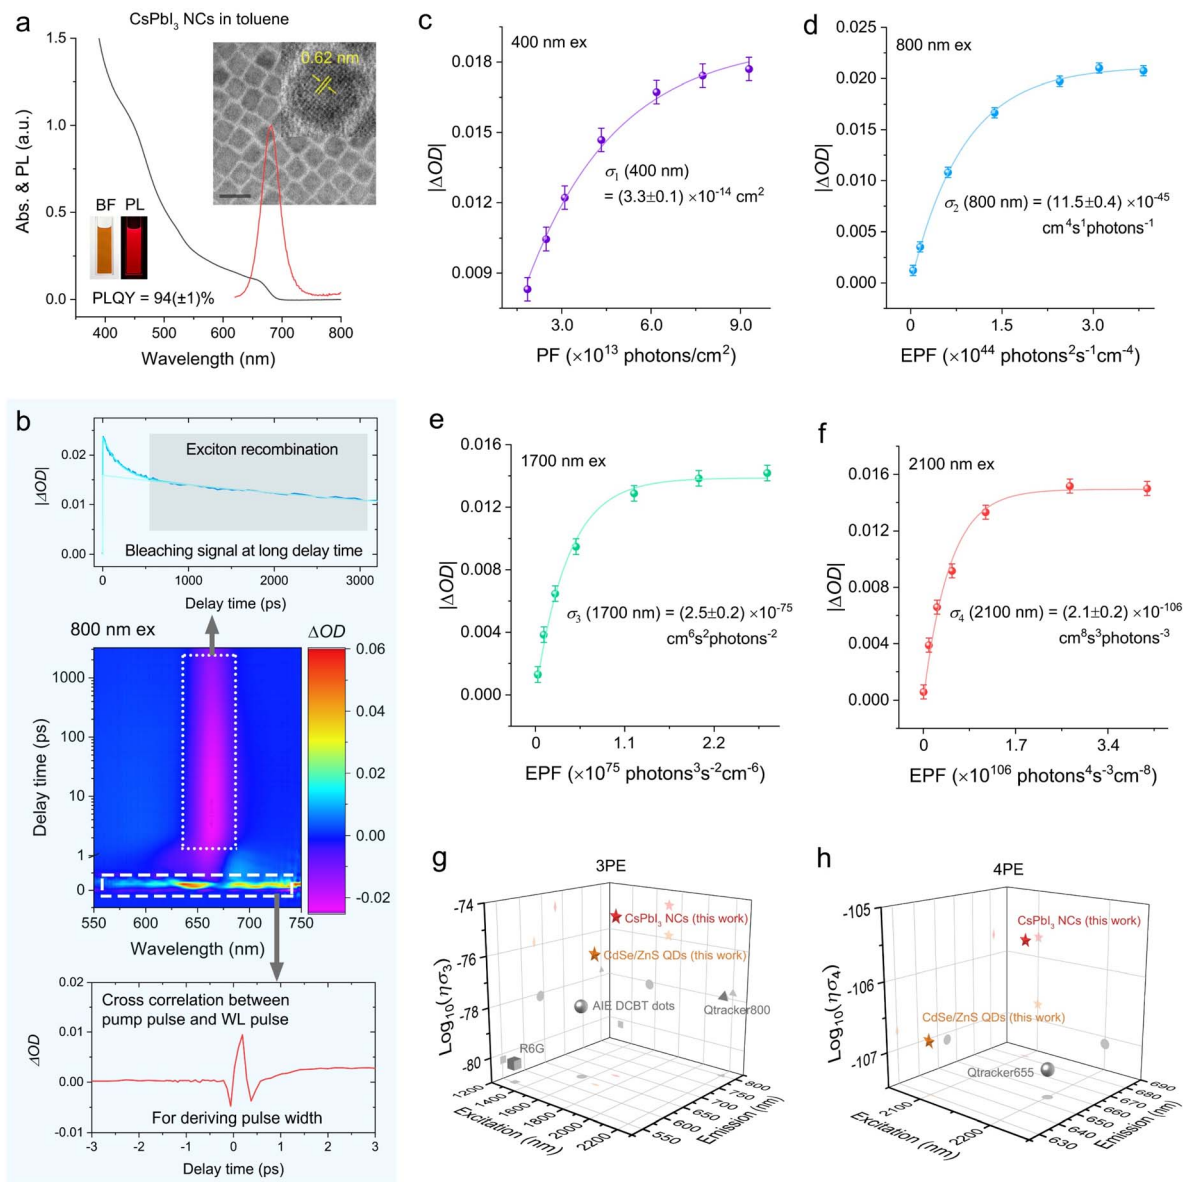 a
CsPbI₃ NCs in toluene
1.5
1.0
0.5
0.0
Abs. & PL (a.u.)
0.62 nm
BF PL
PLQY = 94(±1)%
400 500 600 700 800
Wavelength (nm)
c
400 nm ex
0.018
0.015
0.012
0.009
|ΔOD|
σ₁ (400 nm)
= (3.3±0.1) ×10⁻¹⁴ cm²
3.0 6.0 9.0
PF (×10¹³ photons/cm²)
d
800 nm ex
0.025
0.020
0.015
0.010
0.005
0.000
|ΔOD|
σ₂ (800 nm) = (11.5±0.4) ×10⁻⁴⁵
cm⁴s¹photons⁻¹
0 1.5 3.0
EPF (×10⁴⁴ photons²s⁻¹cm⁻⁴)
b
0.02
0.01
0.00
|ΔOD|
Exciton recombination
Bleaching signal at long delay time
0 1000 2000 3000
Delay time (ps)
800 nm ex
ΔOD
1000
100
10
1
0
Delay time (ps)
0.06
0.04
0.02
0.00
-0.02
550 600 650 700 750
Wavelength (nm)
0.02
0.01
0.00
-0.01
ΔOD
Cross correlation between
pump pulse and WL pulse
For deriving pulse width
-3 -2 -1 0 1 2 3
Delay time (ps)
e
1700 nm ex
0.016
0.012
0.008
0.004
0.000
|ΔOD|
σ₃ (1700 nm) = (2.5±0.2) ×10⁻⁷⁵
cm⁶s²photons⁻²
0 1.1 2.2
EPF (×10⁷⁵ photons³s⁻²cm⁻⁶)
f
2100 nm ex
0.016
0.012
0.008
0.004
0.000
|ΔOD|
σ₄ (2100 nm) = (2.1±0.2) ×10⁻¹⁰⁶
cm⁸s³photons⁻³
0 1.7 3.4
EPF (×10¹⁰⁶ photons⁴s⁻³cm⁻⁸)
g
3PE
-74
-76
-78
-80
Log₁₀(ησ₃)
CsPbI₃ NCs (this work)
CdSe/ZnS QDs (this work)
AIE DCBT dots
Qtracker800
R6G
1200 1400 1600 1800 2000 2200
Excitation (nm)
550 600 650 700 750 800
Emission (nm)
h
4PE
-105
-106
-107
Log₁₀(ησ₄)
CsPbI₃ NCs (this work)
CdSe/ZnS QDs (this work)
Qtracker655
2100 2200
Excitation (nm)
630 640 650 660 670 680 690
Emission (nm)